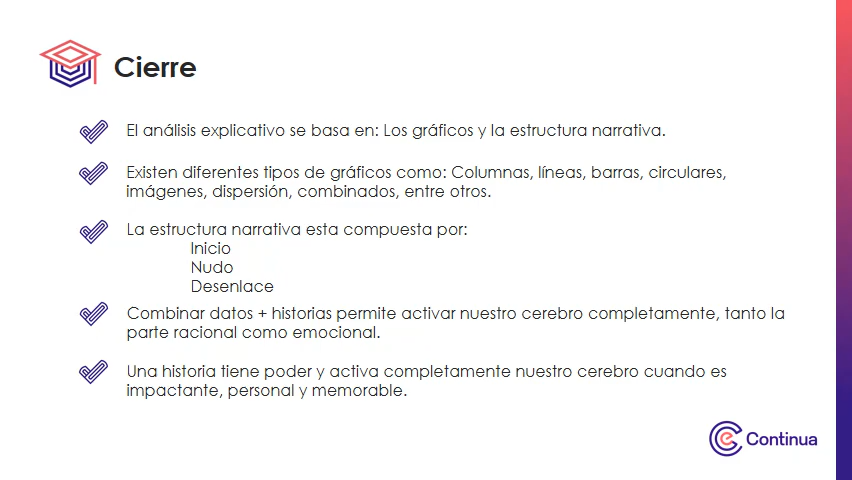 Cierre
El análisis explicativo se basa en: Los gráficos y la estructura narrativa.
Existen diferentes tipos de gráficos como: Columnas, líneas, barras, circulares,
imágenes, dispersión, combinados, entre otros.
La estructura narrativa esta compuesta por:
Inicio
Nudo
Desenlace
Combinar datos + historias permite activar nuestro cerebro completamente, tanto la
parte racional como emocional.
Una historia tiene poder y activa completamente nuestro cerebro cuando es
impactante, personal y memorable.
Continua